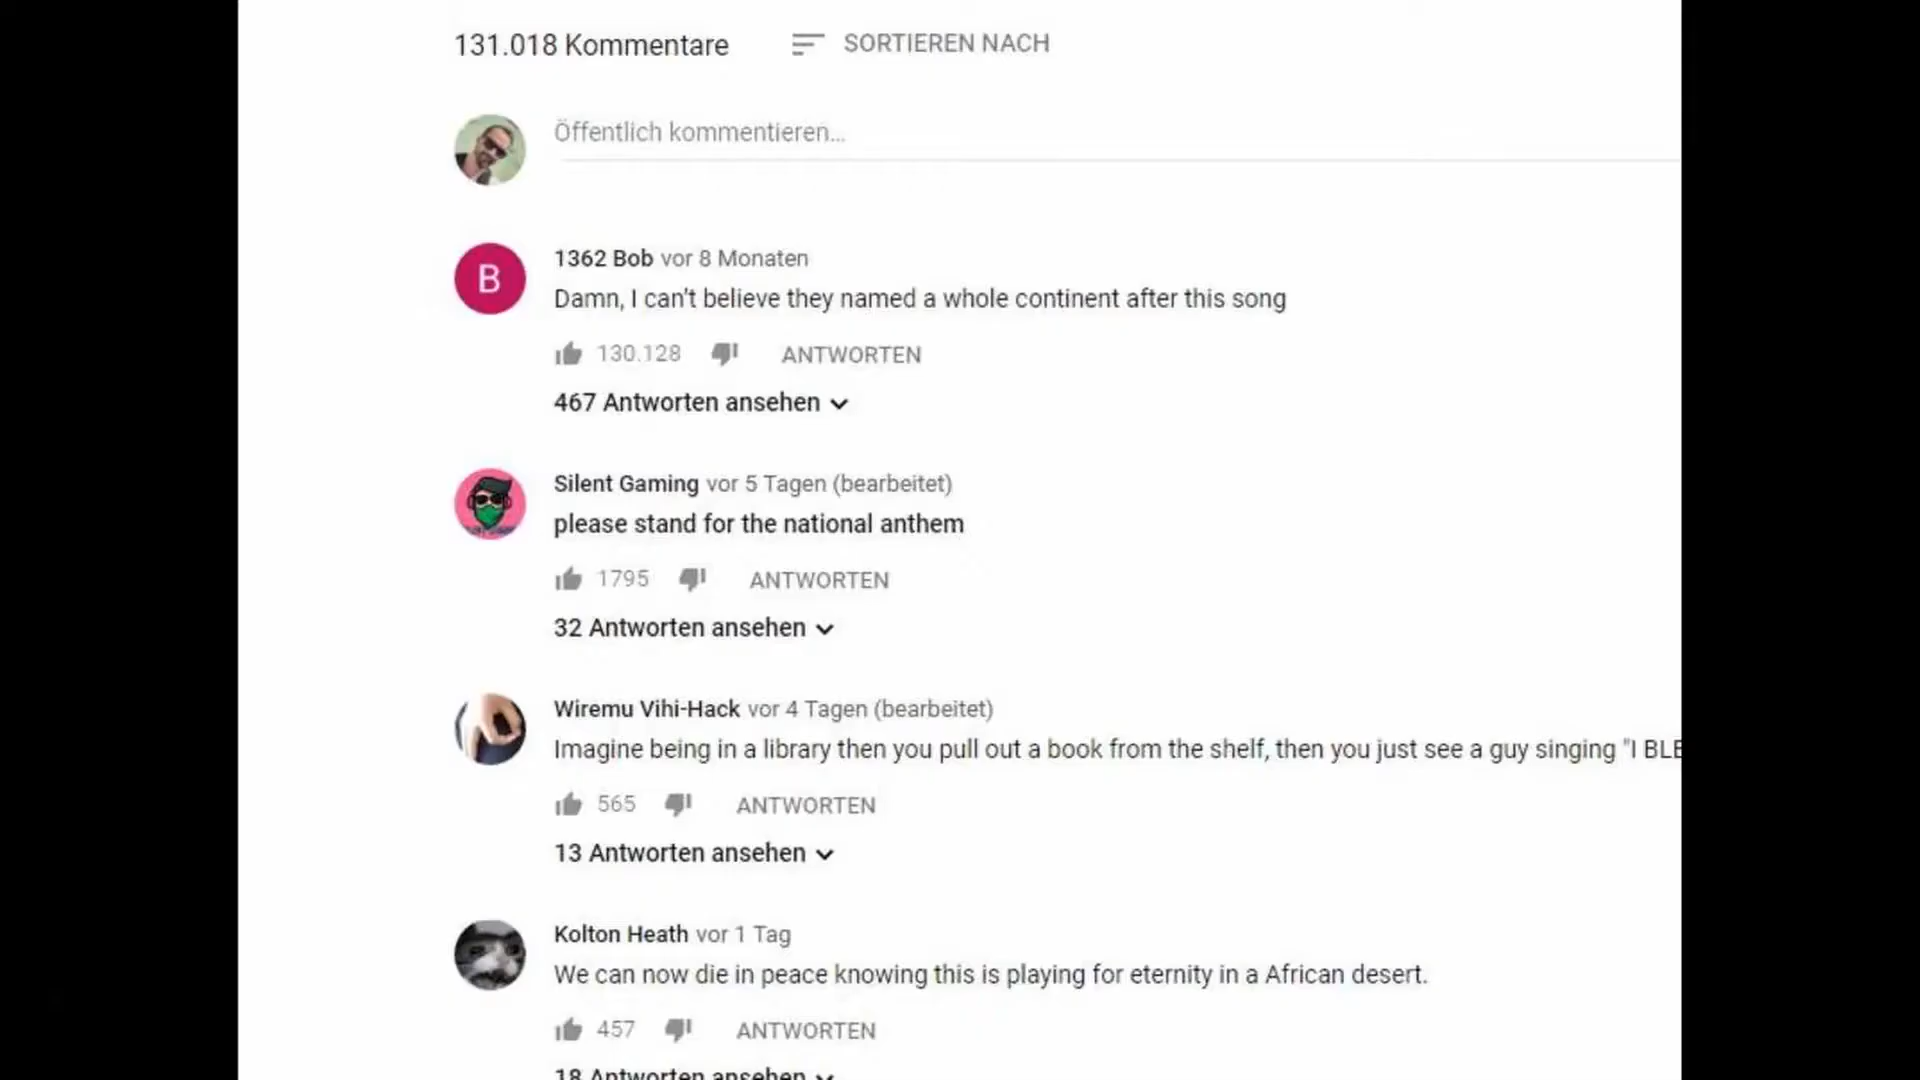 131.018 Kommentare SORTIEREN NACH
Öffentlich kommentieren...
B
1362 Bob vor 8 Monaten
Damn, I can't believe they named a whole continent after this song
130.128 ANTWORTEN
467 Antworten ansehen
Silent Gaming vor 5 Tagen (bearbeitet)
please stand for the national anthem
1795 ANTWORTEN
32 Antworten ansehen
Wiremu Vihi-Hack vor 4 Tagen (bearbeitet)
Imagine being in a library then you pull out a book from the shelf, then you just see a guy singing "I BLE
565 ANTWORTEN
13 Antworten ansehen
Kolton Heath vor 1 Tag
We can now die in peace knowing this is playing for eternity in a African desert.
457 ANTWORTEN
18 Antworten ansehen